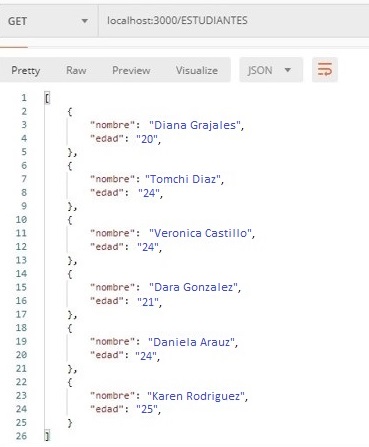 GET localhost:3000/ESTUDIANTES
Pretty Raw Preview Visualize JSON
1 [
2 {
3 "nombre": "Diana Grajales",
4 "edad": "20",
5 },
6 {
7 "nombre": "Tomchi Diaz",
8 "edad": "24",
9 },
10 {
11 "nombre": "Veronica Castillo",
12 "edad": "24",
13 },
14 {
15 "nombre": "Dara Gonzalez",
16 "edad": "21",
17 },
18 {
19 "nombre": "Daniela Arauz",
20 "edad": "24",
21 },
22 {
23 "nombre": "Karen Rodriguez",
24 "edad": "25",
25 }
26 ]